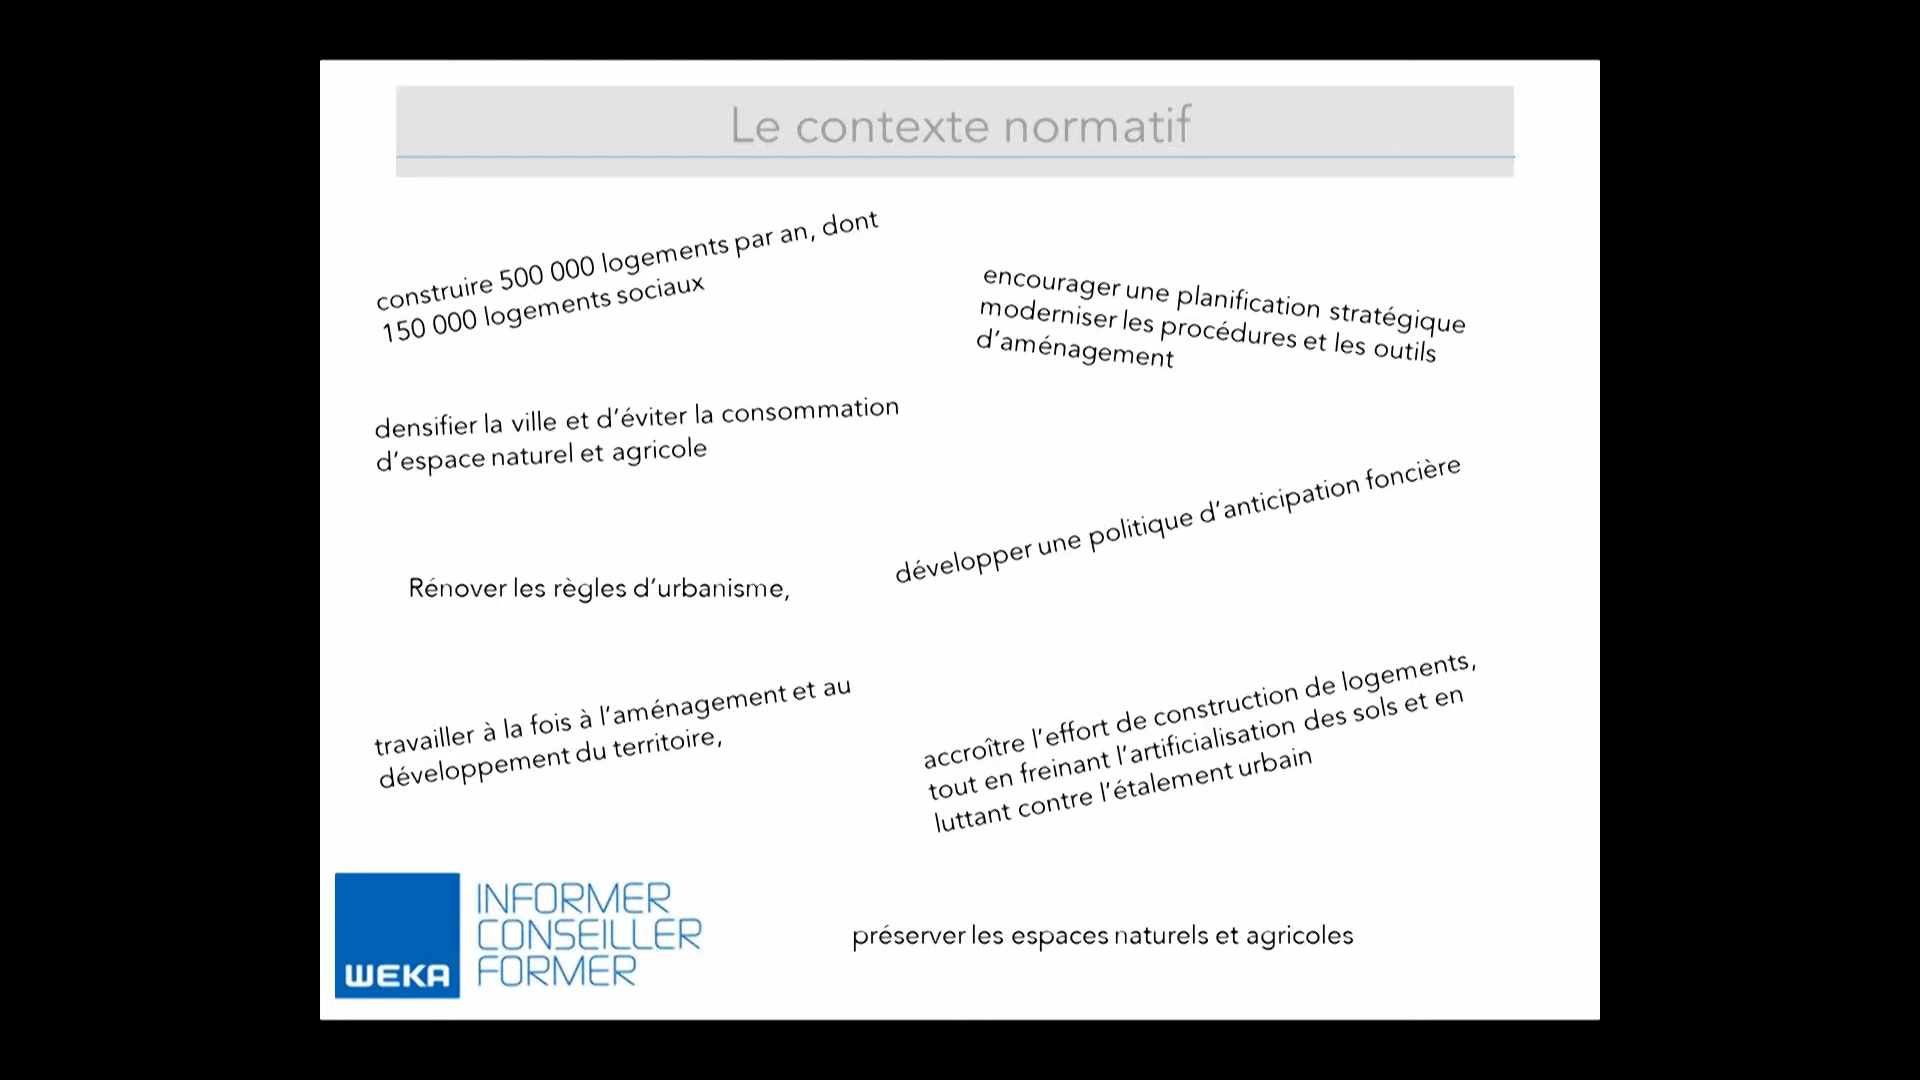 Le contexte normatif
construire 500 000 logements par an, dont
150 000 logements sociaux
encourager une planification stratégique
moderniser les procédures et les outils
d’aménagement
densifier la ville et d’éviter la consommation
d’espace naturel et agricole
développer une politique d’anticipation foncière
Rénover les règles d’urbanisme,
travailler à la fois à l’aménagement et au
développement du territoire,
accroître l’effort de construction de logements,
tout en freinant l’artificialisation des sols et en
luttant contre l’étalement urbain
WEKA
INFORMER
CONSEILLER
FORMER
préserver les espaces naturels et agricoles